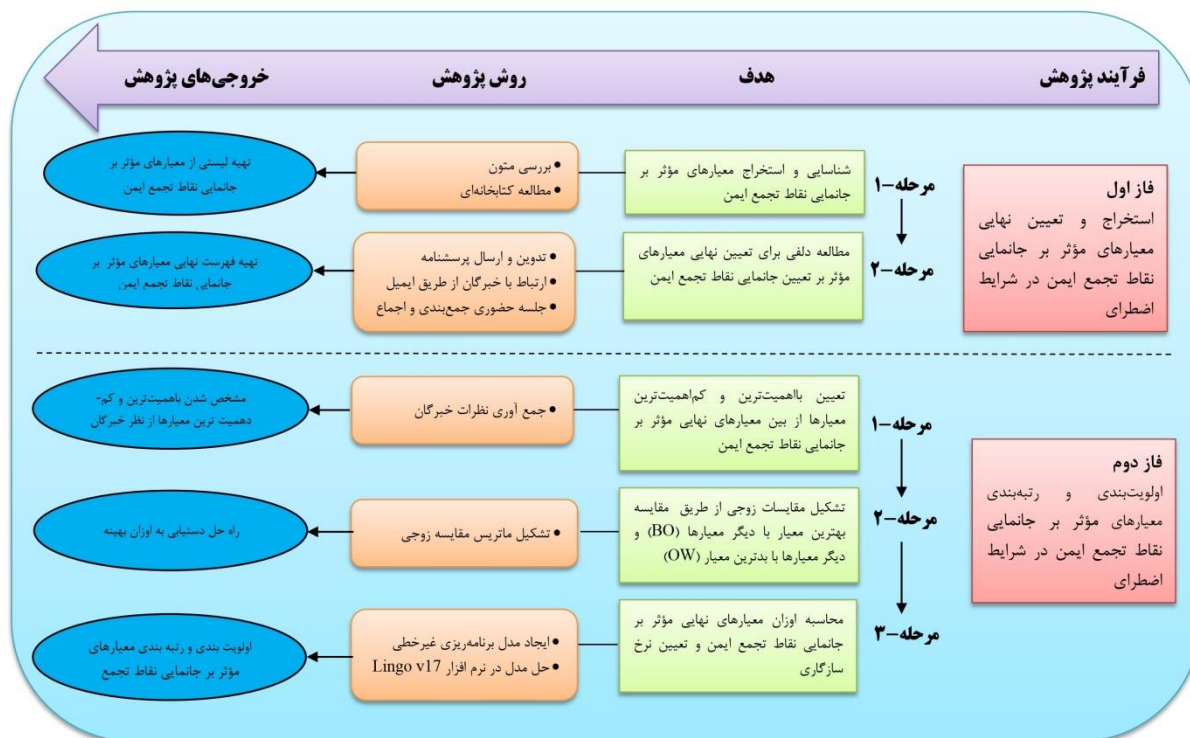 فرآیند پژوهش
هدف
روش پژوهش
خروجی‌های پژوهش
فاز اول
استخراج و تعیین نهایی
معیارهای مؤثر بر جانمایی
نقاط تجمع ایمن در شرایط
اضطرای
مرحله-۱
شناسایی و استخراج معیارهای مؤثر بر
جانمایی نقاط تجمع ایمن
• بررسی متون
• مطالعه کتابخانه‌ای
تهیه لیستی از معیارهای مؤثر بر
جانمایی نقاط تجمع ایمن
مرحله-۲
مطالعه دلفی برای تعیین نهایی معیارهای
مؤثر بر تعیین جانمایی نقاط تجمع ایمن
• تدوین و ارسال پرسشنامه
• ارتباط با خبرگان از طریق ایمیل
• جلسه حضوری جمع‌بندی و اجماع
تهیه فهرست نهایی معیارهای مؤثر بر
جانمایی نقاط تجمع ایمن
فاز دوم
اولویت‌بندی و رتبه‌بندی
معیارهای مؤثر بر جانمایی
نقاط تجمع ایمن در شرایط
اضطرای
مرحله-۱
تعیین بااهمیت‌ترین و کم‌اهمیت‌ترین
معیارها از بین معیارهای نهایی مؤثر بر
جانمایی نقاط تجمع ایمن
• جمع آوری نظرات خبرگان
مشخص شدن باهمیت‌ترین و کم-
دهمیت ترین معیارها از نظر خبرگان
مرحله-۲
تشکیل مقایسات زوجی از طریق مقایسه
بهترین معیار با دیگر معیارها (BO) و
دیگر معیارها با بدترین معیار (OW)
• تشکیل ماتریس مقایسه زوجی
راه حل دستیابی به اوزان بهینه
مرحله-۳
محاسبه اوزان معیارهای نهایی مؤثر بر
جانمایی نقاط تجمع ایمن و تعیین نرخ
سازگاری
• ایجاد مدل برنامه‌ریزی غیرخطی
• حل مدل در نرم افزار Lingo v17
اولویت بندی و رتبه بندی معیارهای
مؤثر بر جانمایی نقاط تجمع